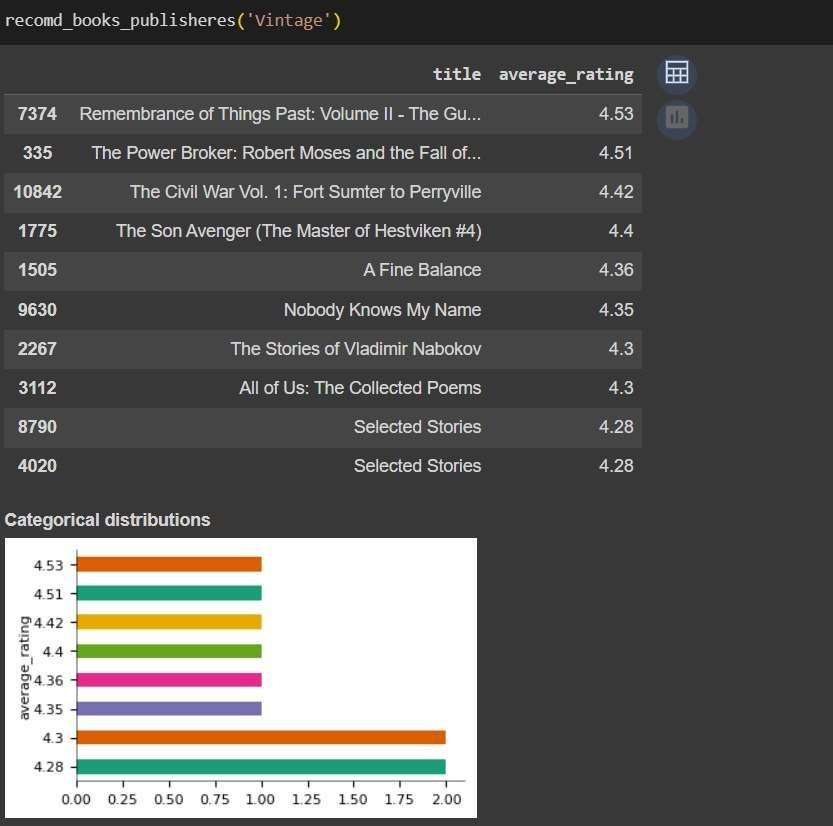 recomd_books_publisheres('Vintage')
title average_rating
7374 Remembrance of Things Past: Volume II - The Gu... 4.53
335 The Power Broker: Robert Moses and the Fall of... 4.51
10842 The Civil War Vol. 1: Fort Sumter to Perryville 4.42
1775 The Son Avenger (The Master of Hestviken #4) 4.4
1505 A Fine Balance 4.36
9630 Nobody Knows My Name 4.35
2267 The Stories of Vladimir Nabokov 4.3
3112 All of Us: The Collected Poems 4.3
8790 Selected Stories 4.28
4020 Selected Stories 4.28
Categorical distributions
average_rating
4.53
4.51
4.42
4.4
4.36
4.35
4.3
4.28
0.00 0.25 0.50 0.75 1.00 1.25 1.50 1.75 2.00